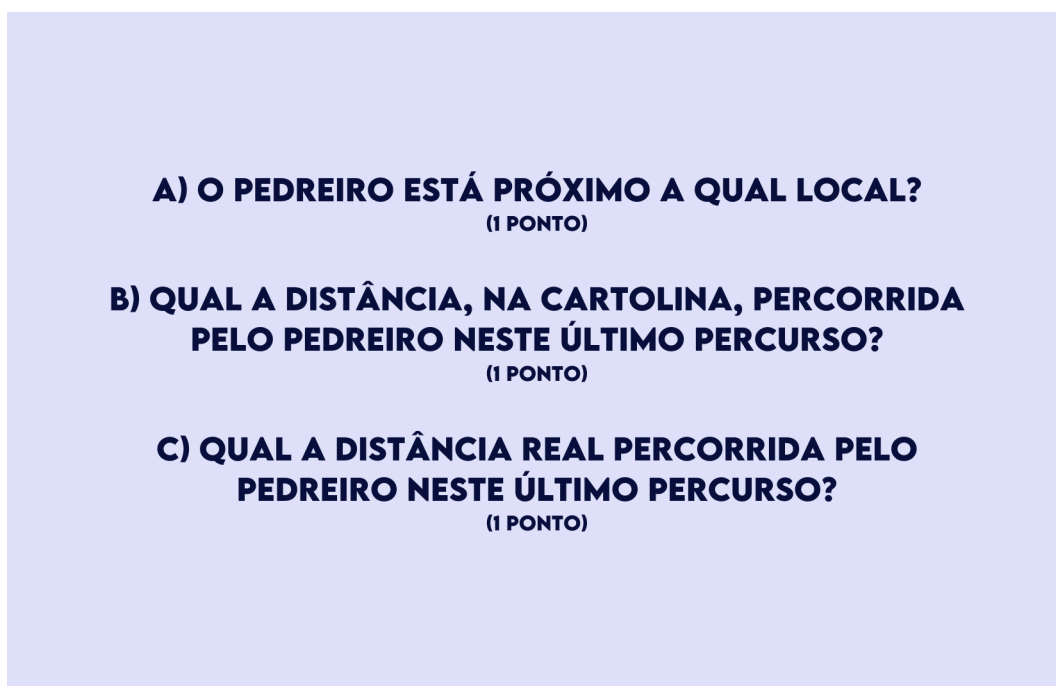 A) O PEDREIRO ESTÁ PRÓXIMO A QUAL LOCAL?
(1 PONTO)
B) QUAL A DISTÂNCIA, NA CARTOLINA, PERCORRIDA
PELO PEDREIRO NESTE ÚLTIMO PERCURSO?
(1 PONTO)
C) QUAL A DISTÂNCIA REAL PERCORRIDA PELO
PEDREIRO NESTE ÚLTIMO PERCURSO?
(1 PONTO)